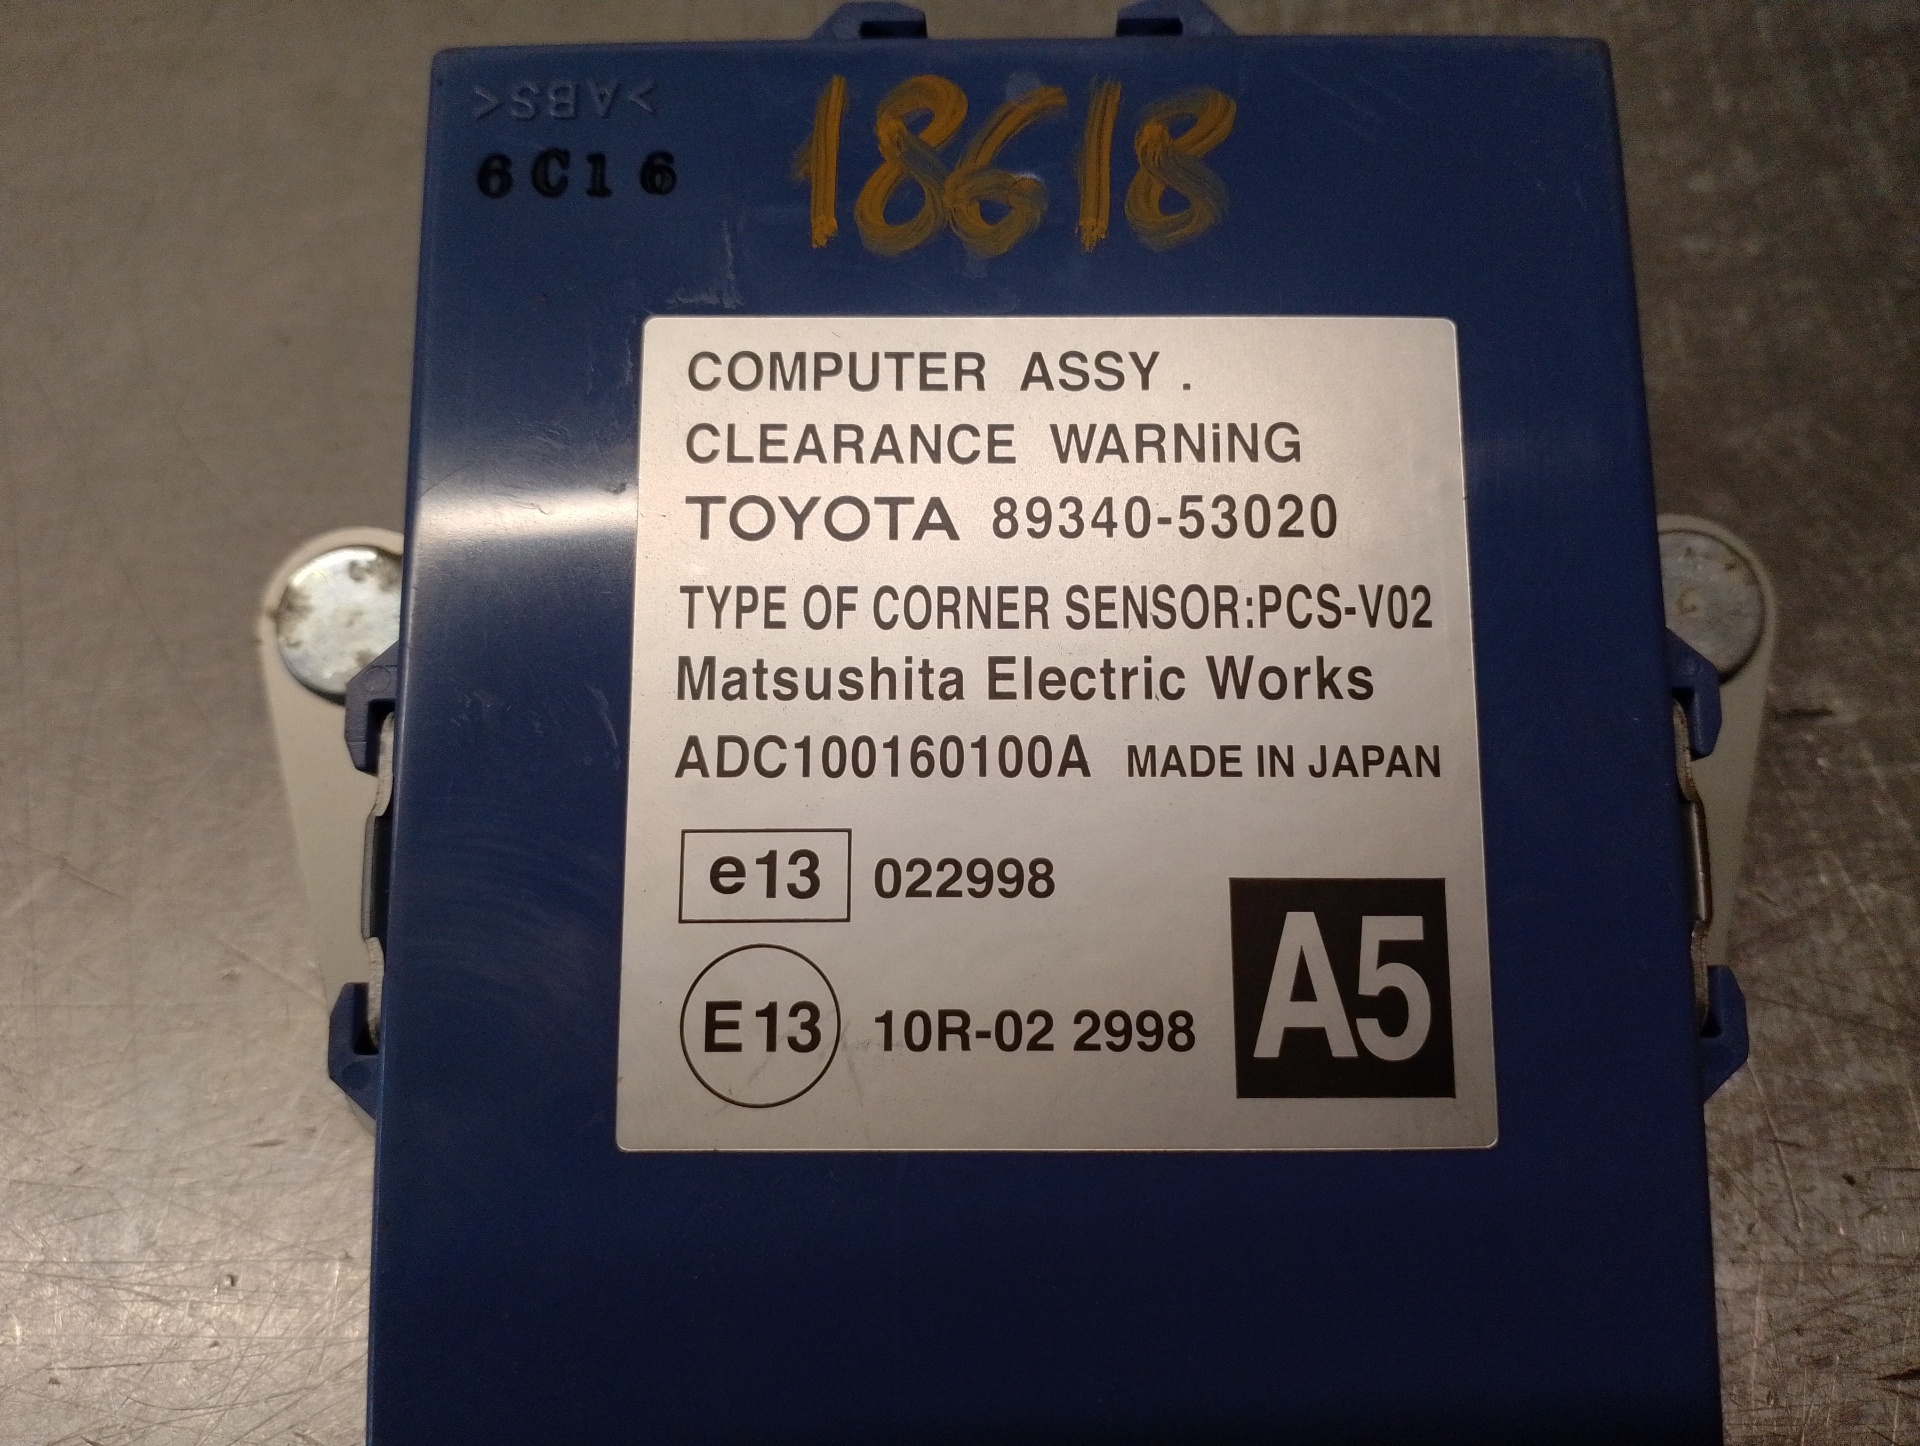 >ABS<
6C16
18618
COMPUTER ASSY .
CLEARANCE WARNiNG
TOYOTA 89340-53020
TYPE OF CORNER SENSOR:PCS-V02
Matsushita Electric Works
ADC100160100A MADE IN JAPAN
e13 022998
E13 10R-02 2998
A5